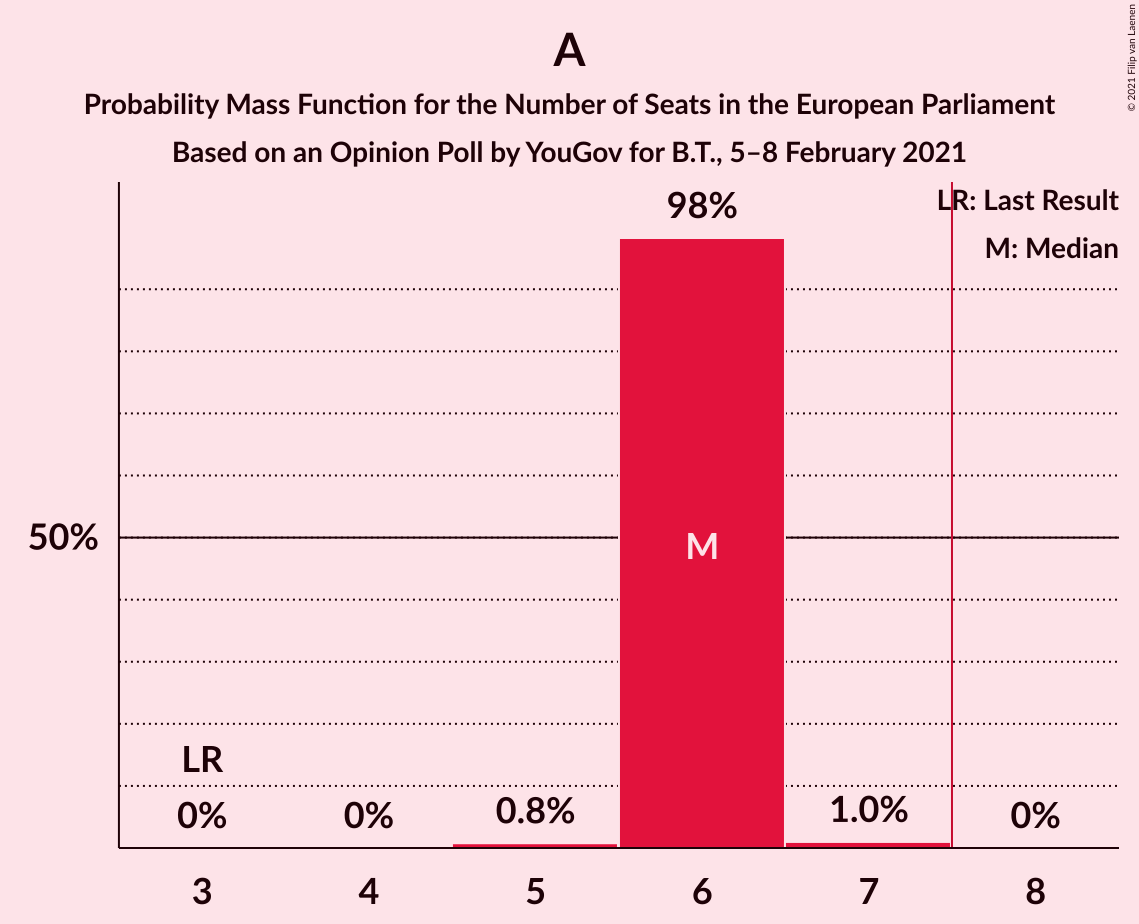 A
Probability Mass Function for the Number of Seats in the European Parliament
Based on an Opinion Poll by YouGov for B.T., 5–8 February 2021
© 2021 Filip van Laenen
LR: Last Result
M: Median
98%
50%
M
LR
0%
0%
0.8%
1.0%
0%
3
4
5
6
7
8